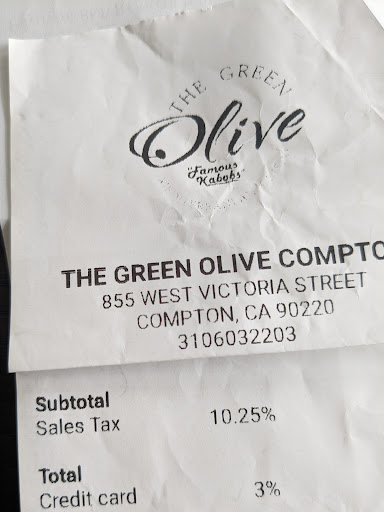 THE GREEN
Olive
"Famous
Kabobs"
THE GREEN OLIVE COMPTO
855 WEST VICTORIA STREET
COMPTON, CA 90220
3106032203
Subtotal
Sales Tax 10.25%
Total
Credit card 3%